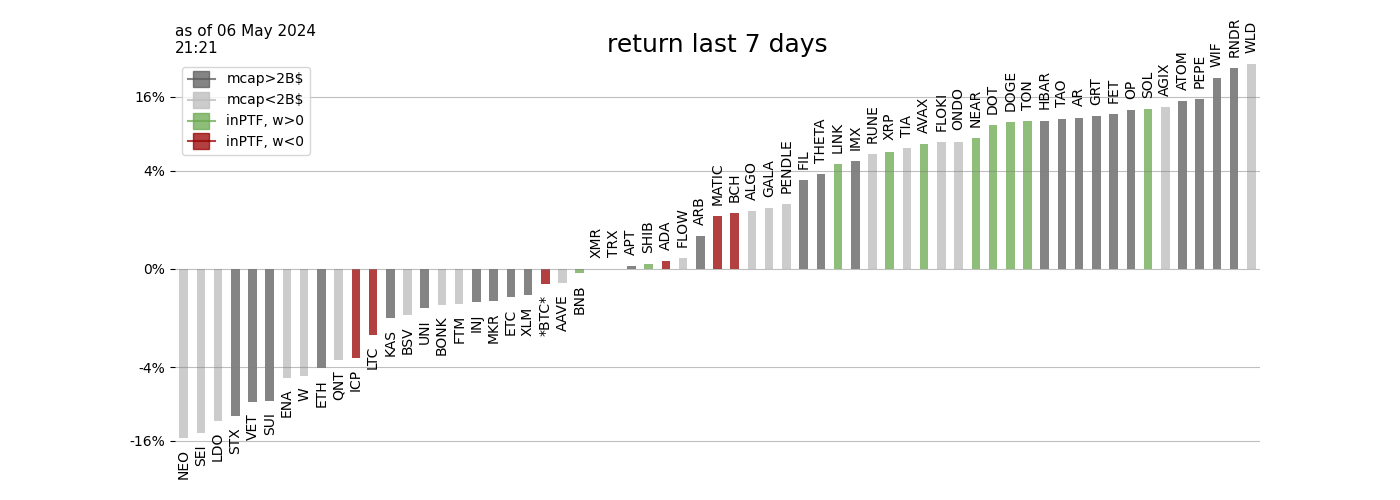 as of 06 May 2024
21:21
return last 7 days
mcap>2B$
mcap<2B$
inPTF, w>0
inPTF, w<0
16%
4%
0%
-4%
-16%
NEO
SEI
LDO
STX
VET
SUI
ENA
W
ETH
QNT
ICP
LTC
KAS
BSV
UNI
BONK
FTM
INJ
MKR
ETC
XLM
*BTC*
AAVE
BNB
XMR
TRX
APT
SHIB
ADA
FLOW
ARB
MATIC
BCH
ALGO
GALA
PENDLE
FIL
THETA
LINK
IMX
RUNE
XRP
TIA
AVAX
FLOKI
ONDO
NEAR
DOT
DOGE
TON
HBAR
TAO
AR
GRT
FET
OP
SOL
AGIX
ATOM
PEPE
WIF
RNDR
WLD